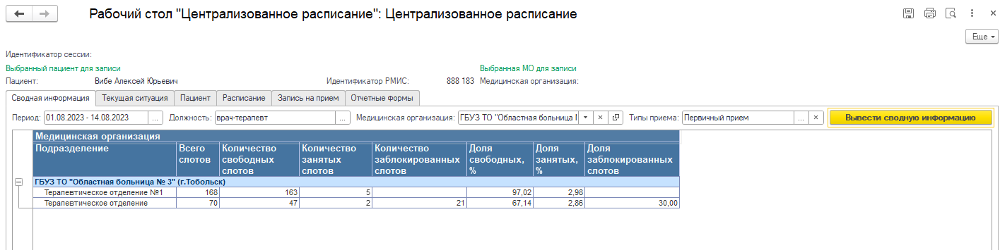 Рабочий стол "Централизованное расписание": Централизованное расписание
Еще
Идентификатор сессии:
Выбранный пациент для записи Выбранная МО для записи
Пациент: Вибе Алексей Юрьевич Идентификатор РМИС: 888 183 Медицинская организация:
Сводная информация Текущая ситуация Пациент Расписание Запись на прием Отчетные формы
Период: 01.08.2023 - 14.08.2023 ... Должность: врач-терапевт ... Медицинская организация: ГБУЗ ТО "Областная больница Типы приема: Первичный прием ... Вывести сводную информацию
Медицинская организация
Подразделение Всего слотов Количество свободных слотов Количество занятых слотов Количество заблокированных слотов Доля свободных, % Доля занятых, % Доля заблокированных слотов
ГБУЗ ТО "Областная больница № 3" (г.Тобольск)
Терапевтическое отделение №1 168 163 5 97,02 2,98
Терапевтическое отделение 70 47 2 21 67,14 2,86 30,00